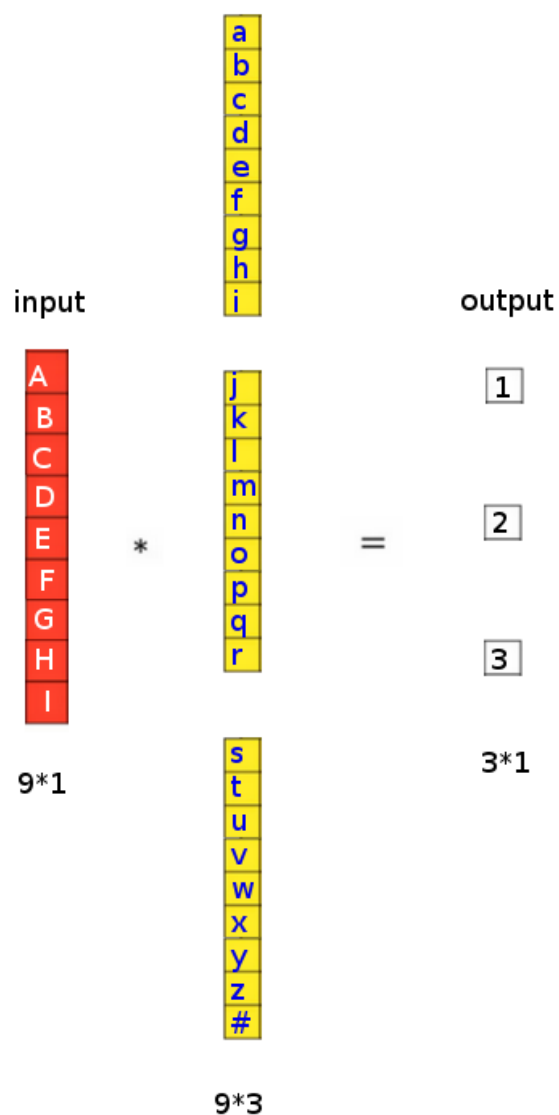 a
b
c
d
e
f
g
h
i
input
output
A
B
C
D
E
F
G
H
I
9*1
*
j
k
l
m
n
o
p
q
r
=
1
2
3
3*1
s
t
u
v
w
x
y
z
#
9*3